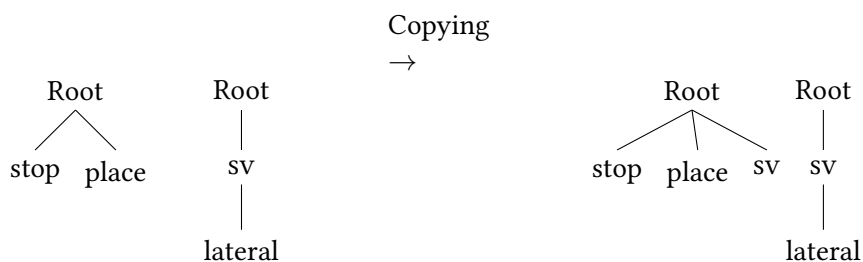 Copying
→
Root Root Root Root
stop place sv stop place sv sv
lateral lateral